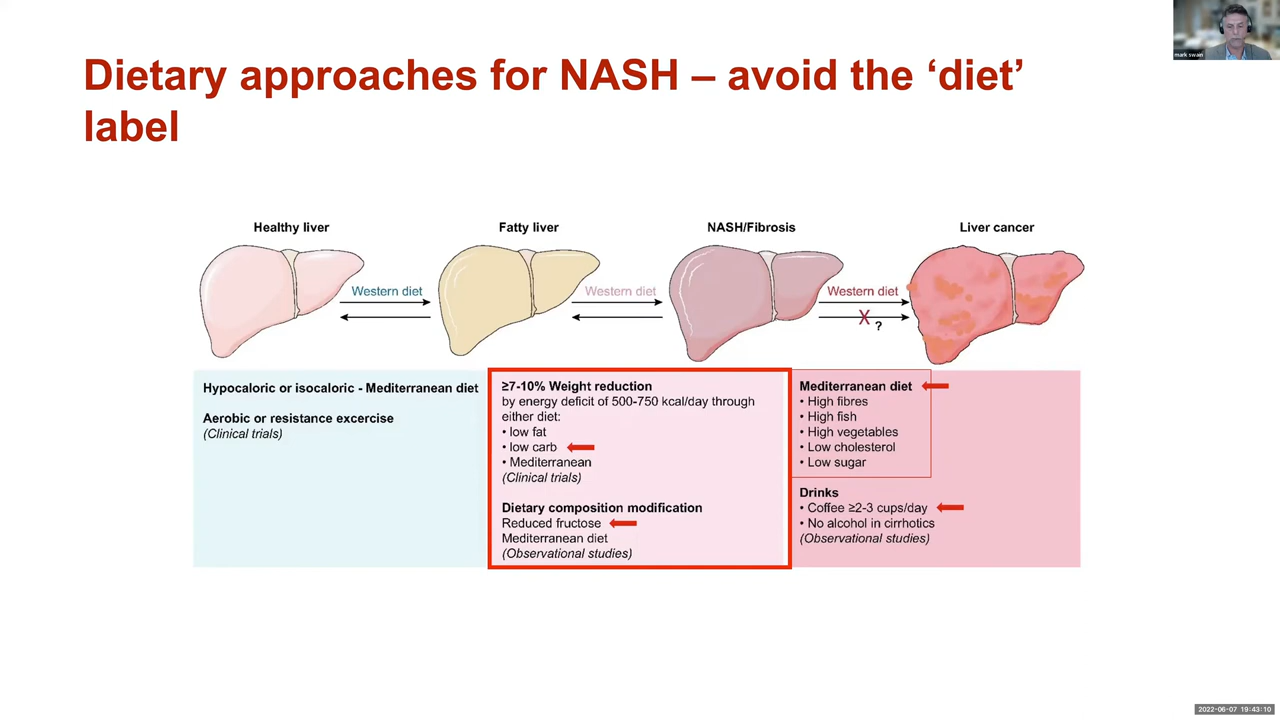 mark swain
Dietary approaches for NASH – avoid the ‘diet’
label
Healthy liver
Fatty liver
NASH/Fibrosis
Liver cancer
Western diet
Western diet
Western diet
X
?
Hypocaloric or isocaloric - Mediterranean diet
Aerobic or resistance excercise
(Clinical trials)
≥7-10% Weight reduction
by energy deficit of 500-750 kcal/day through
either diet:
• low fat
• low carb
• Mediterranean
(Clinical trials)
Dietary composition modification
Reduced fructose
Mediterranean diet
(Observational studies)
Mediterranean diet
• High fibres
• High fish
• High vegetables
• Low cholesterol
• Low sugar
Drinks
• Coffee ≥2-3 cups/day
• No alcohol in cirrhotics
(Observational studies)
2022-06-07 19:43:10